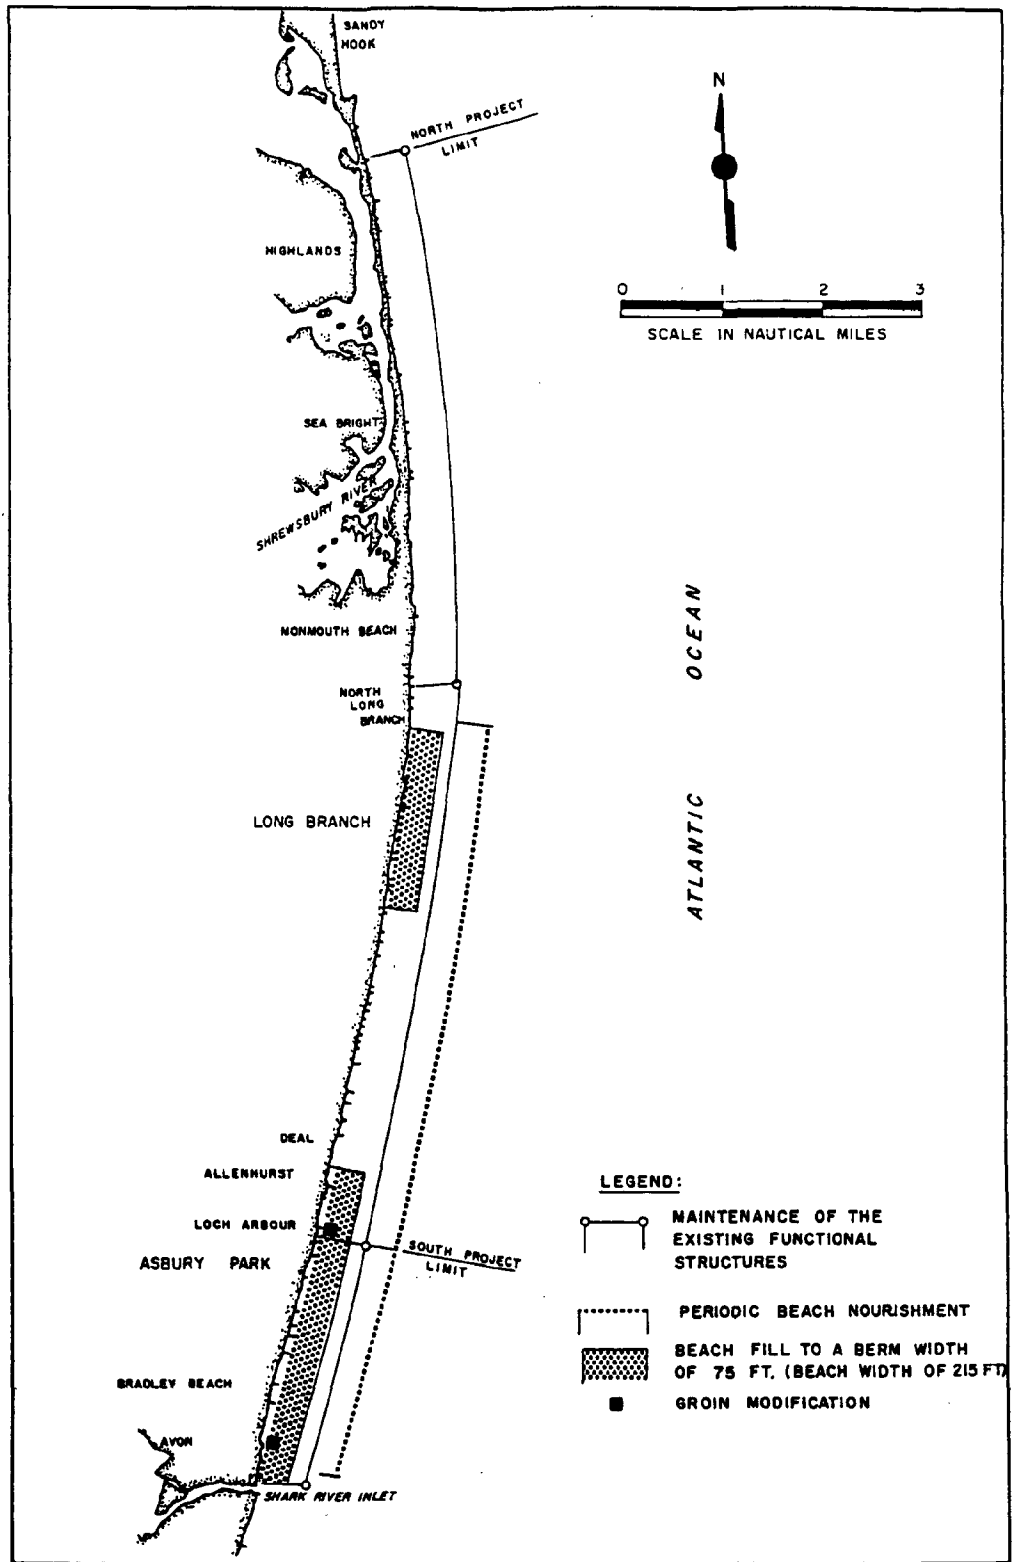 SANDY
HOOK
NORTH PROJECT
LIMIT
N
HIGHLANDS
0 1 2 3
SCALE IN NAUTICAL MILES
SEA BRIGHT
SHREWSBURY RIVER
MONMOUTH BEACH
OCEAN
NORTH
LONG
BRANCH
LONG BRANCH
ATLANTIC
DEAL
ALLENHURST
LOCH ARBOUR
ASBURY PARK
SOUTH PROJECT
LIMIT
BRADLEY BEACH
AVON
SHARK RIVER INLET
LEGEND:
MAINTENANCE OF THE
EXISTING FUNCTIONAL
STRUCTURES
PERIODIC BEACH NOURISHMENT
BEACH FILL TO A BERM WIDTH
OF 75 FT. (BEACH WIDTH OF 215 FT)
GROIN MODIFICATION